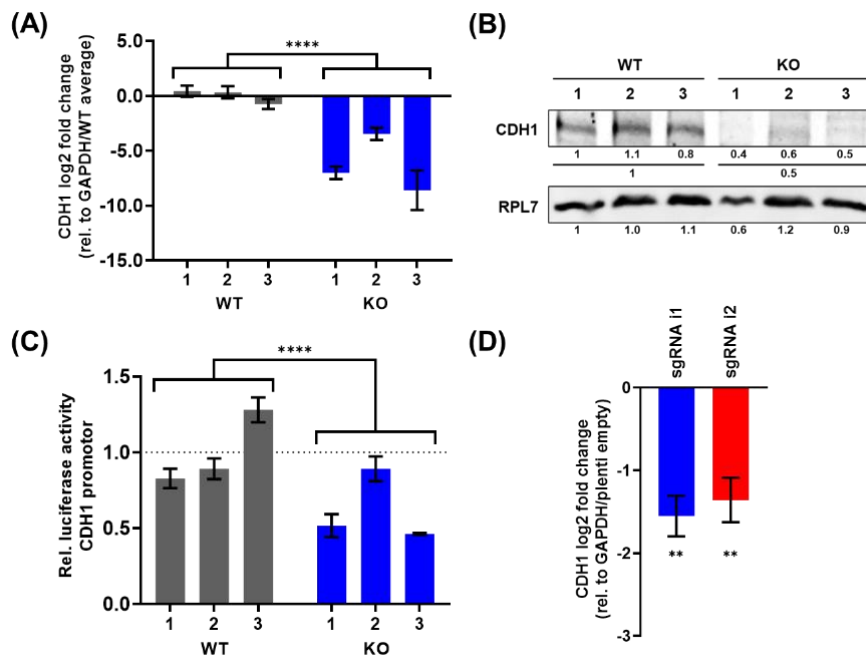 (A)
CDH1 log2 fold change
(rel. to GAPDH/WT average)
5.0
0.0
-5.0
-10.0
-15.0
****
1 2 3 1 2 3
WT KO
(B)
WT KO
1 2 3 1 2 3
CDH1
1 1.1 0.8 0.4 0.6 0.5
1 0.5
RPL7
1 1.0 1.1 0.6 1.2 0.9
(C)
Rel. luciferase activity
CDH1 promotor
1.5
1.0
0.5
0.0
****
1 2 3 1 2 3
WT KO
(D)
sgRNA i1
sgRNA I2
CDH1 log2 fold change
(rel. to GAPDH/plenti empty)
0
-1
-2
-3
** **